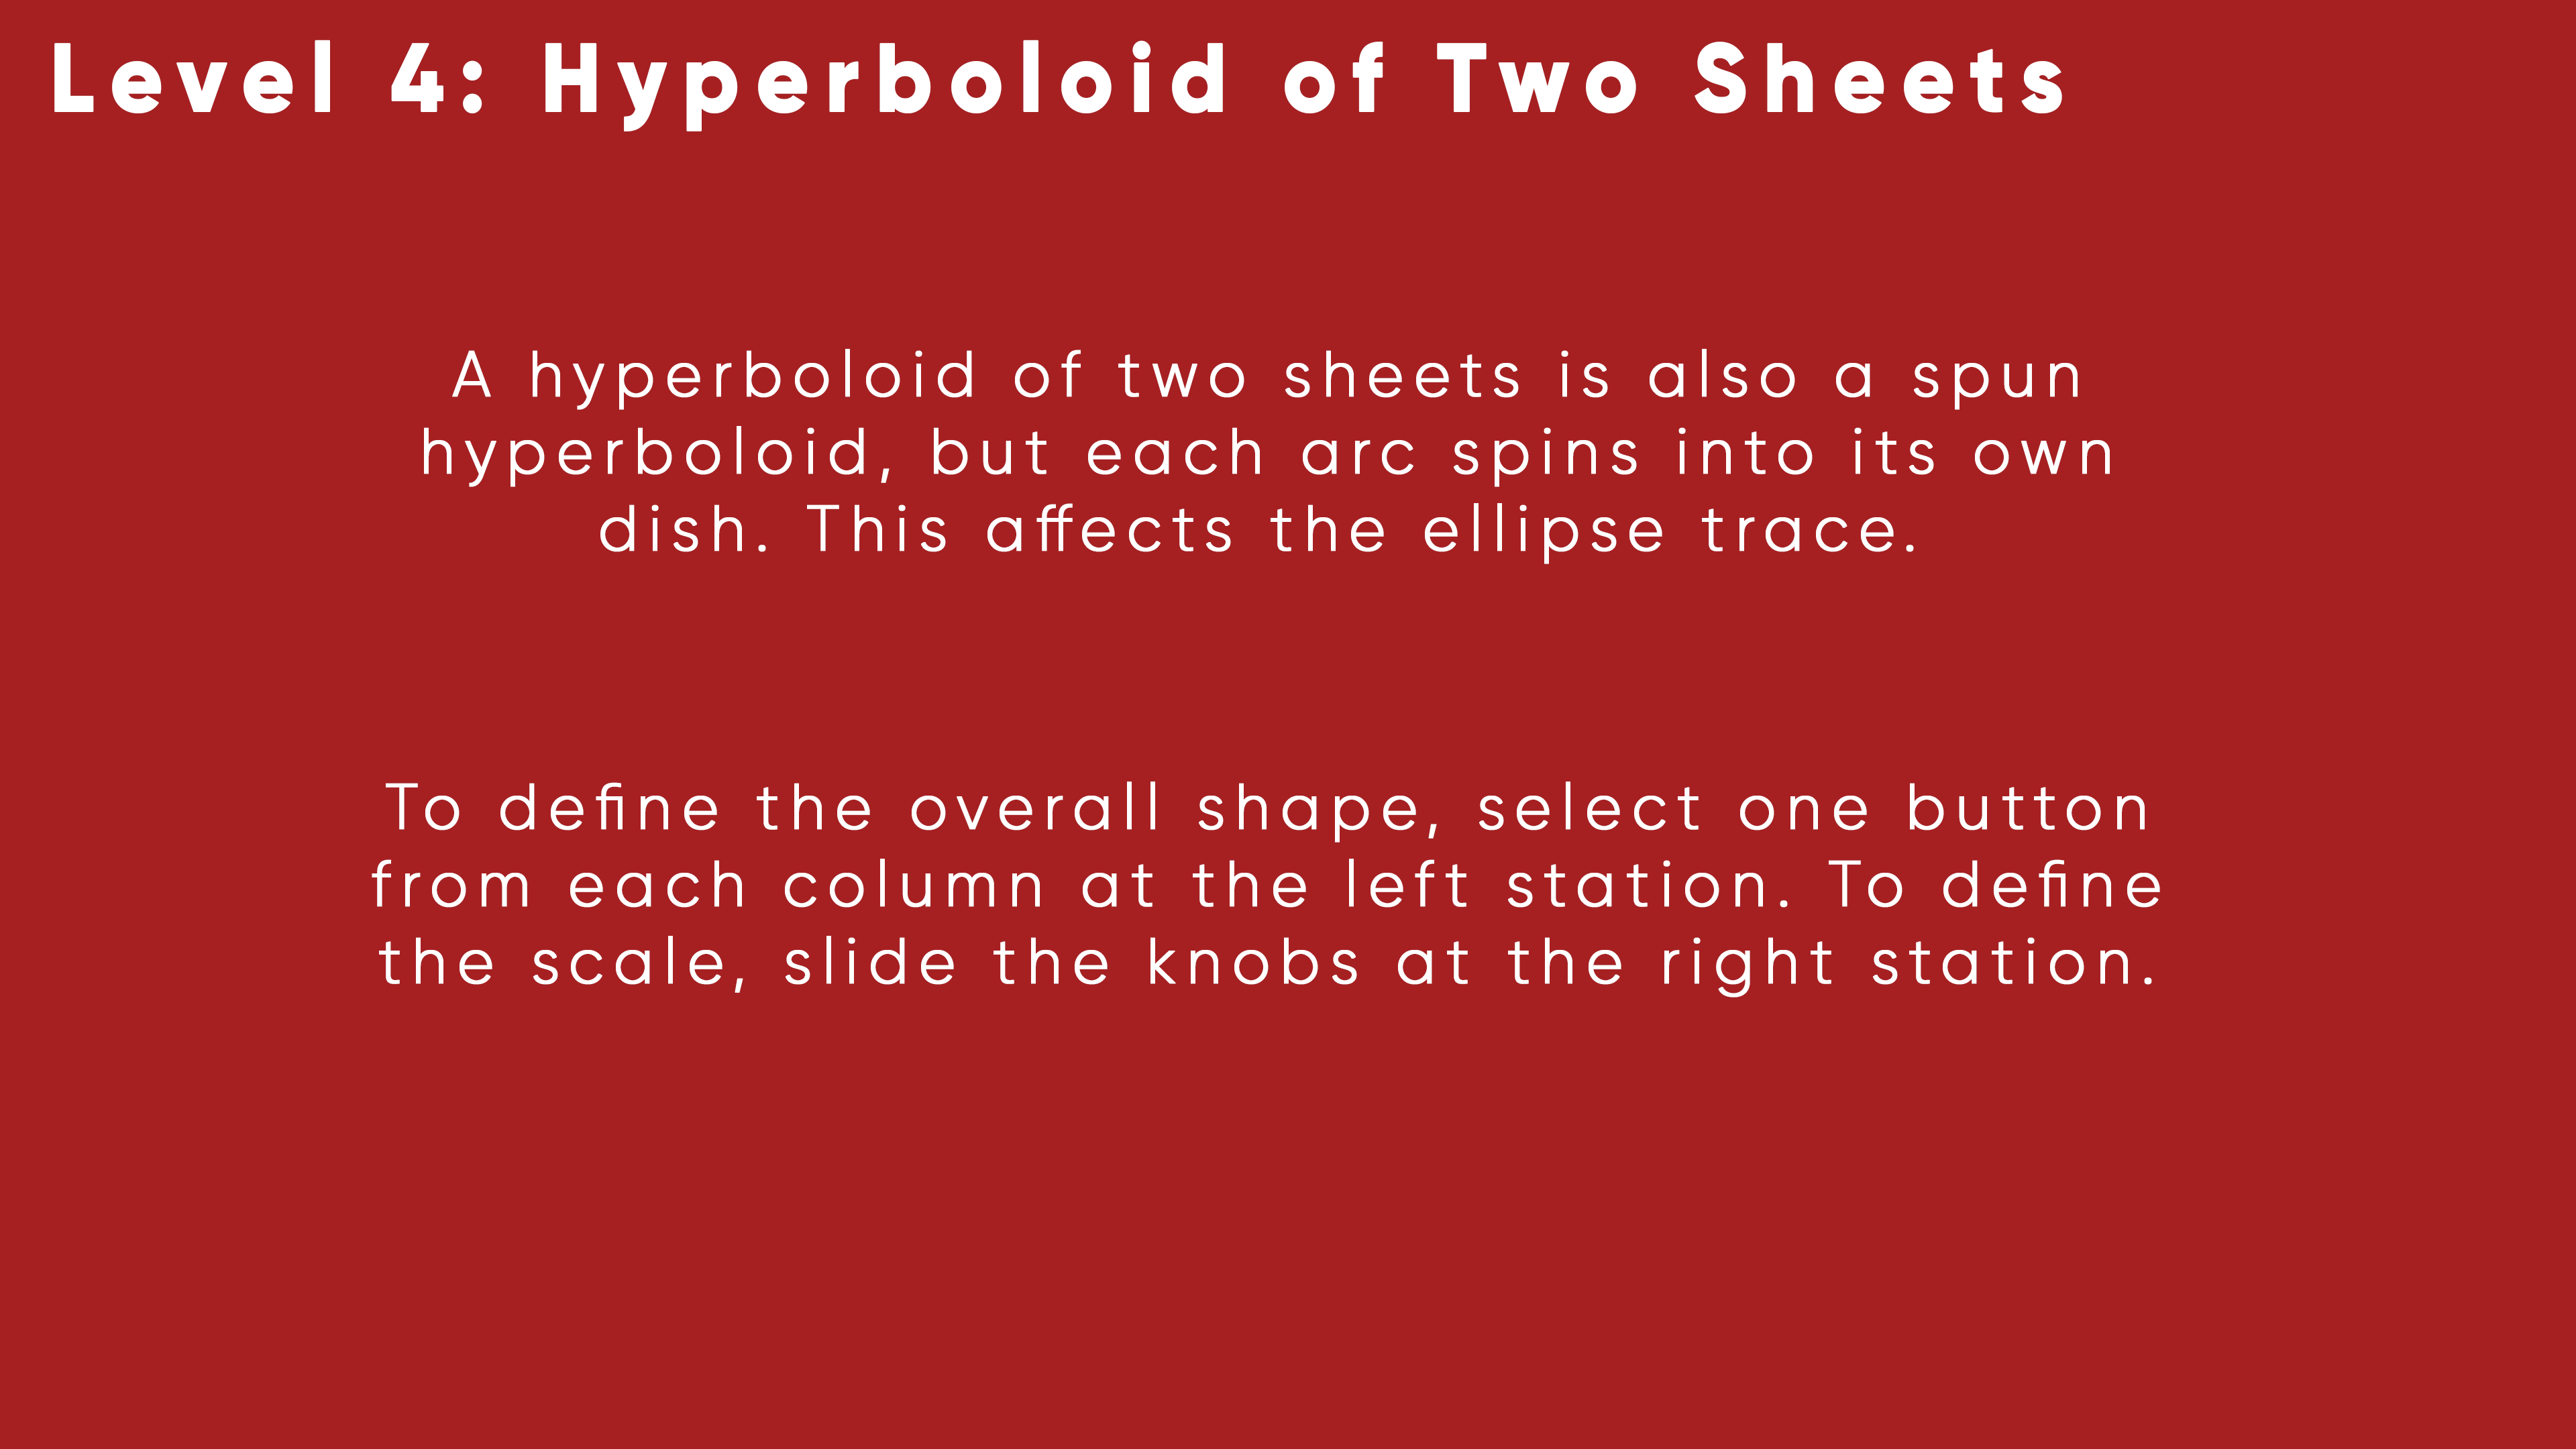 Level 4: Hyperboloid of Two Sheets
A hyperboloid of two sheets is also a spun
hyperboloid, but each arc spins into its own
dish. This affects the ellipse trace.
To define the overall shape, select one button
from each column at the left station. To define
the scale, slide the knobs at the right station.